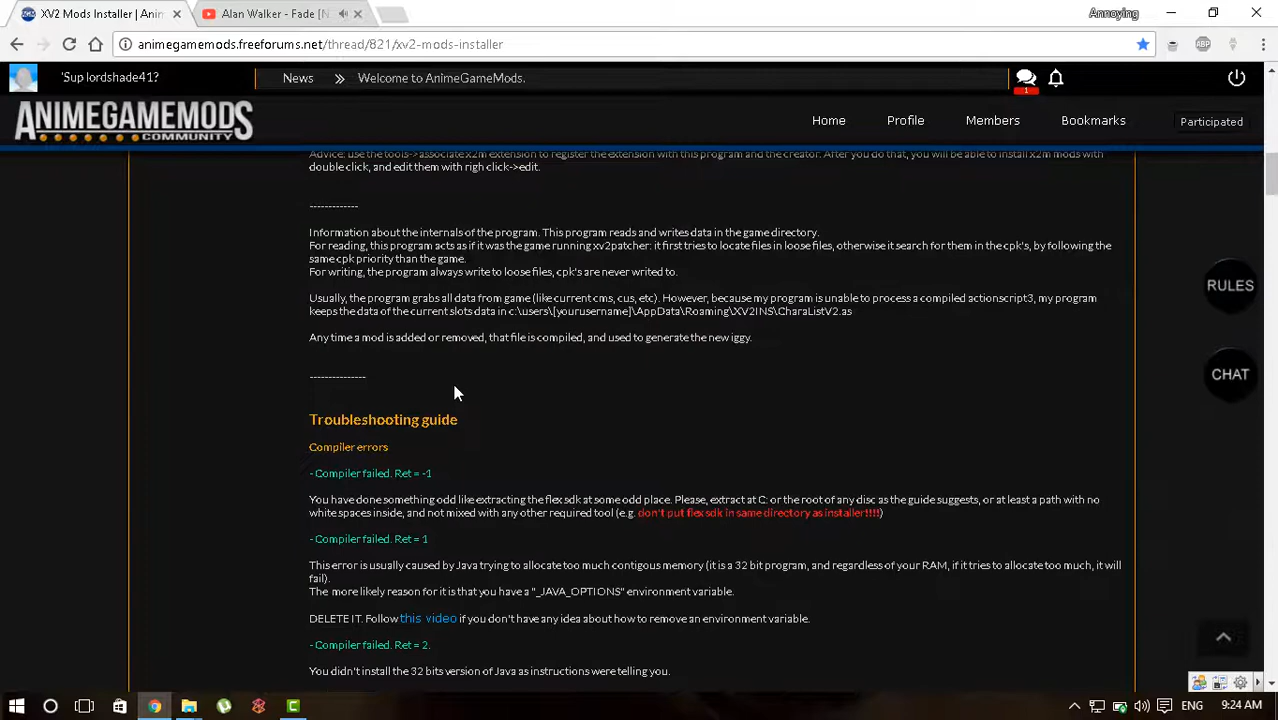 XV2 Mods Installer | Anim
Alan Walker - Fade [N
Annoying
animegamemods.freeforums.net/thread/821/xv2-mods-installer
ABP
'Sup lordshade41?
News
Welcome to AnimeGameMods.
1
ANIMEGAMEMODS
COMMUNITY
Home
Profile
Members
Bookmarks
Participated
Advice: use the tools->associate x2m extension to register the extension with this program and the creator. After you do that, you will be able to install x2m mods with
double click, and edit them with righ click->edit.
-------------
Information about the internals of the program. This program reads and writes data in the game directory.
For reading, this program acts as if it was the game running xv2patcher: it first tries to locate files in loose files, otherwise it search for them in the cpk's, by following the
same cpk priority than the game.
For writing, the program always write to loose files, cpk's are never writed to.
Usually, the program grabs all data from game (like current cms, cus, etc). However, because my program is unable to process a compiled actionscript3, my program
keeps the data of the current slots data in c:\users\[yourusername]\AppData\Roaming\XV2INS\CharaListV2.as
Any time a mod is added or removed, that file is compiled, and used to generate the new iggy.
---------------
Troubleshooting guide
Compiler errors
- Compiler failed. Ret = -1
You have done something odd like extracting the flex sdk at some odd place. Please, extract at C: or the root of any disc as the guide suggests, or at least a path with no
white spaces inside, and not mixed with any other required tool (e.g. don't put flex sdk in same directory as installer!!!!)
- Compiler failed. Ret = 1
This error is usually caused by Java trying to allocate too much contigous memory (it is a 32 bit program, and regardless of your RAM, if it tries to allocate too much, it will
fail).
The more likely reason for it is that you have a "_JAVA_OPTIONS" environment variable.
DELETE IT. Follow this video if you don't have any idea about how to remove an environment variable.
- Compiler failed. Ret = 2.
You didn't install the 32 bits version of Java as instructions were telling you.
RULES
CHAT
ENG
9:24 AM